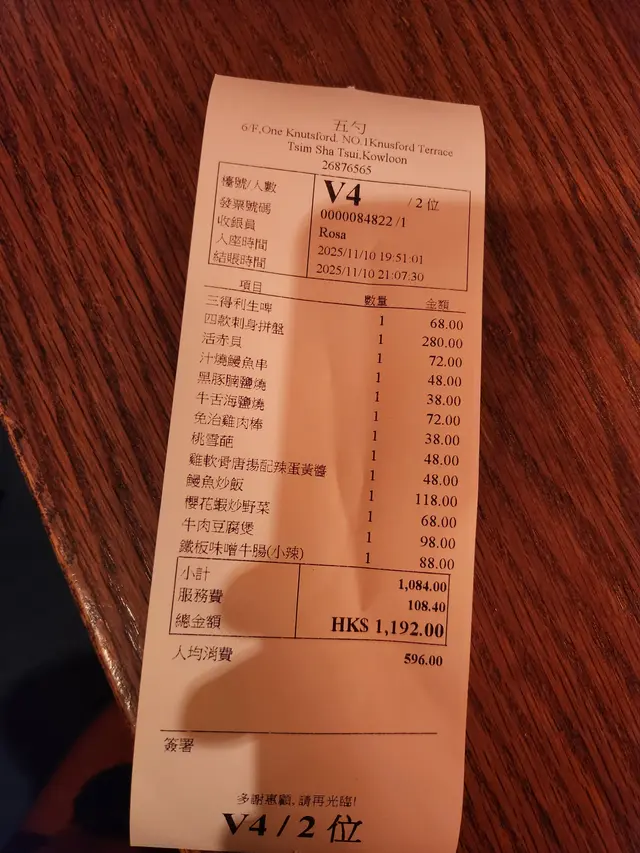 五勺
6/F,One Knutsford. NO.1Knusford Terrace
Tsim Sha Tsui,Kowloon
26876565
檯號/人數 V4 /2 位
發票號碼 0000084822 /1
收銀員 Rosa
入座時間 2025/11/10 19:51:01
結賬時間 2025/11/10 21:07:30
項目 數量 金額
三得利生啤 1 68.00
四款刺身拼盤 1 280.00
活赤貝 1 72.00
汁燒鰻魚串 1 48.00
黑豚腩鹽燒 1 38.00
牛舌海鹽燒 1 72.00
免治雞肉棒 1 38.00
桃雪葩 1 48.00
雞軟骨唐揚配辣蛋黃醬 1 48.00
鰻魚炒飯 1 118.00
櫻花蝦炒野菜 1 68.00
牛肉豆腐煲 1 98.00
鐵板味噌牛腸(小辣) 1 88.00
小計 1,084.00
服務費 108.40
總金額 HK$ 1,192.00
人均消費 596.00
簽署
多謝惠顧,請再光臨!
V4 / 2 位